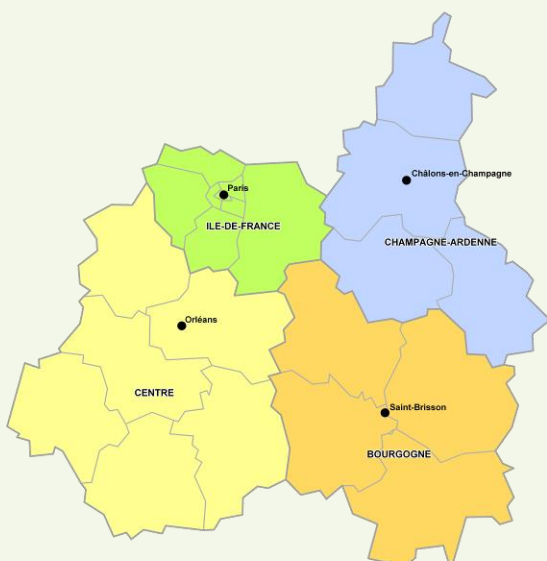 Châlons-en-Champagne
Paris
ILE-DE-FRANCE
CHAMPAGNE-ARDENNE
Orléans
CENTRE
Saint-Brisson
BOURGOGNE